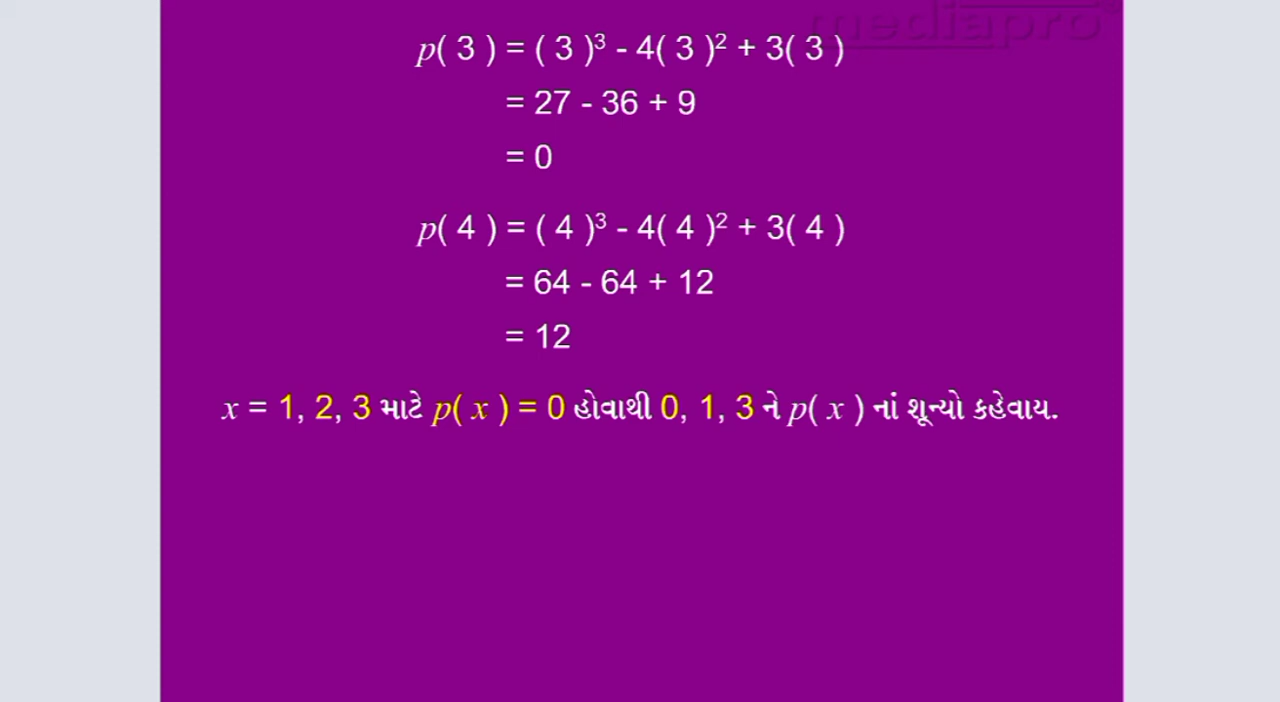 mediapro
p( 3 ) = ( 3 )³ - 4( 3 )² + 3( 3 )
= 27 - 36 + 9
= 0
p( 4 ) = ( 4 )³ - 4( 4 )² + 3( 4 )
= 64 - 64 + 12
= 12
x = 1, 2, 3 માટે p( x ) = 0 હોવાથી 0, 1, 3 ને p( x ) નાં શૂન્યો કહેવાય.